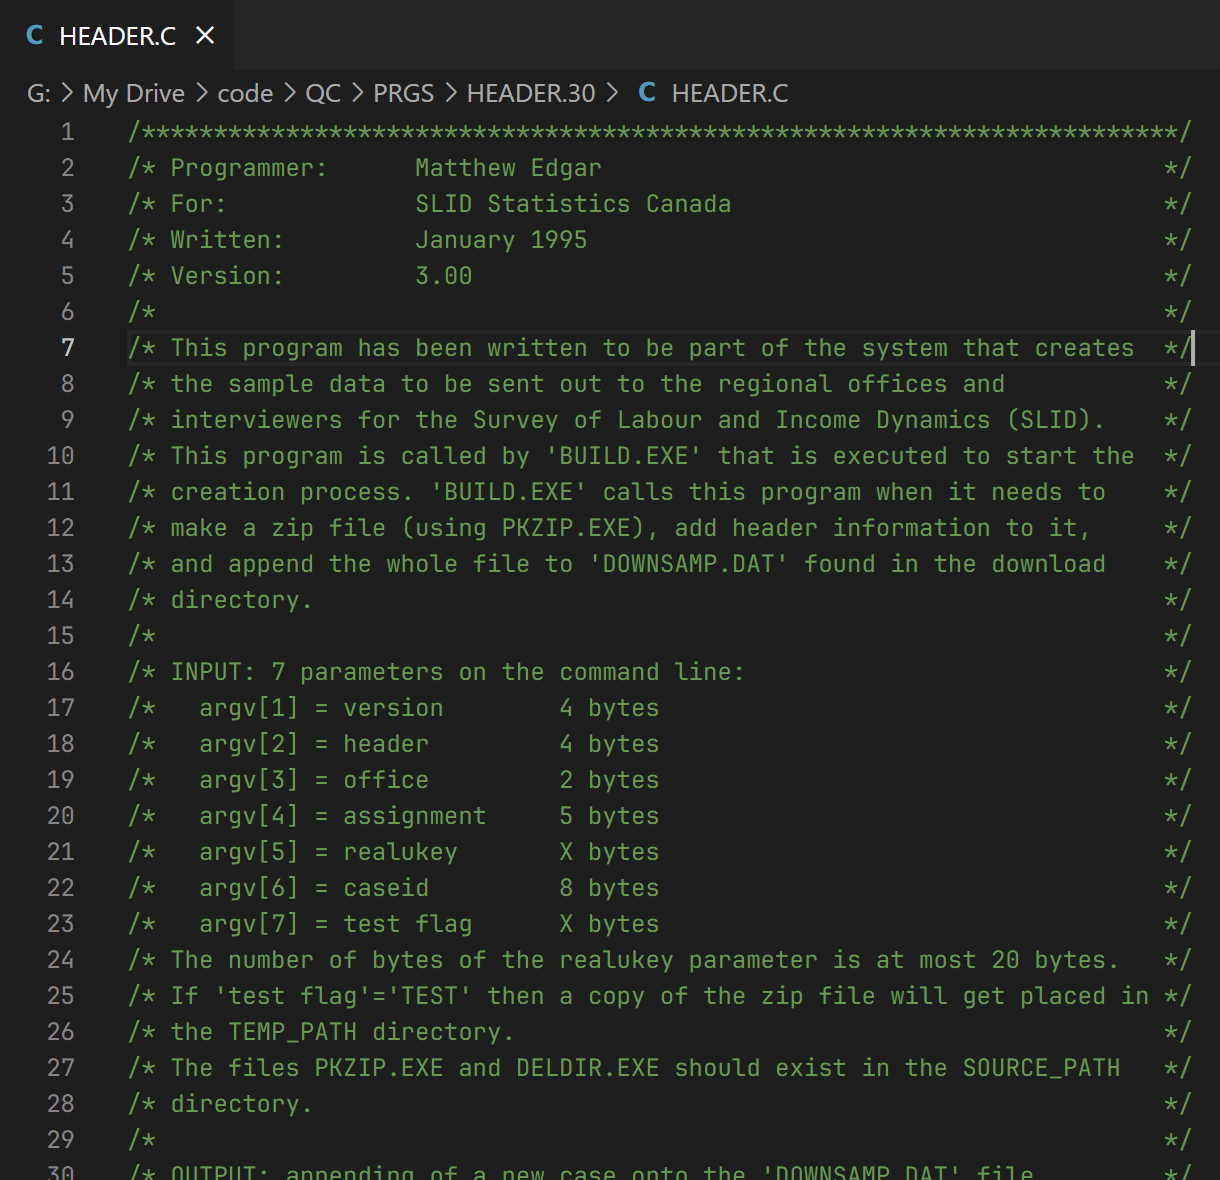 C HEADER.C ×
G: > My Drive > code > QC > PRGS > HEADER.30 > C HEADER.C
1 /************************************************************************/
2 /* Programmer:      Matthew Edgar                                       */
3 /* For:             SLID Statistics Canada                              */
4 /* Written:         January 1995                                        */
5 /* Version:         3.00                                                */
6 /*                                                                      */
7 /* This program has been written to be part of the system that creates  */
8 /* the sample data to be sent out to the regional offices and           */
9 /* interviewers for the Survey of Labour and Income Dynamics (SLID).    */
10 /* This program is called by 'BUILD.EXE' that is executed to start the  */
11 /* creation process. 'BUILD.EXE' calls this program when it needs to    */
12 /* make a zip file (using PKZIP.EXE), add header information to it,     */
13 /* and append the whole file to 'DOWNSAMP.DAT' found in the download    */
14 /* directory.                                                           */
15 /*                                                                      */
16 /* INPUT: 7 parameters on the command line:                             */
17 /*   argv[1] = version        4 bytes                                   */
18 /*   argv[2] = header         4 bytes                                   */
19 /*   argv[3] = office         2 bytes                                   */
20 /*   argv[4] = assignment     5 bytes                                   */
21 /*   argv[5] = realukey       X bytes                                   */
22 /*   argv[6] = caseid         8 bytes                                   */
23 /*   argv[7] = test flag      X bytes                                   */
24 /* The number of bytes of the realukey parameter is at most 20 bytes.   */
25 /* If 'test flag'='TEST' then a copy of the zip file will get placed in */
26 /* the TEMP_PATH directory.                                             */
27 /* The files PKZIP.EXE and DELDIR.EXE should exist in the SOURCE_PATH   */
28 /* directory.                                                           */
29 /*                                                                      */
30 /* OUTPUT: appending of a new case onto the 'DOWNSAMP.DAT' file         */